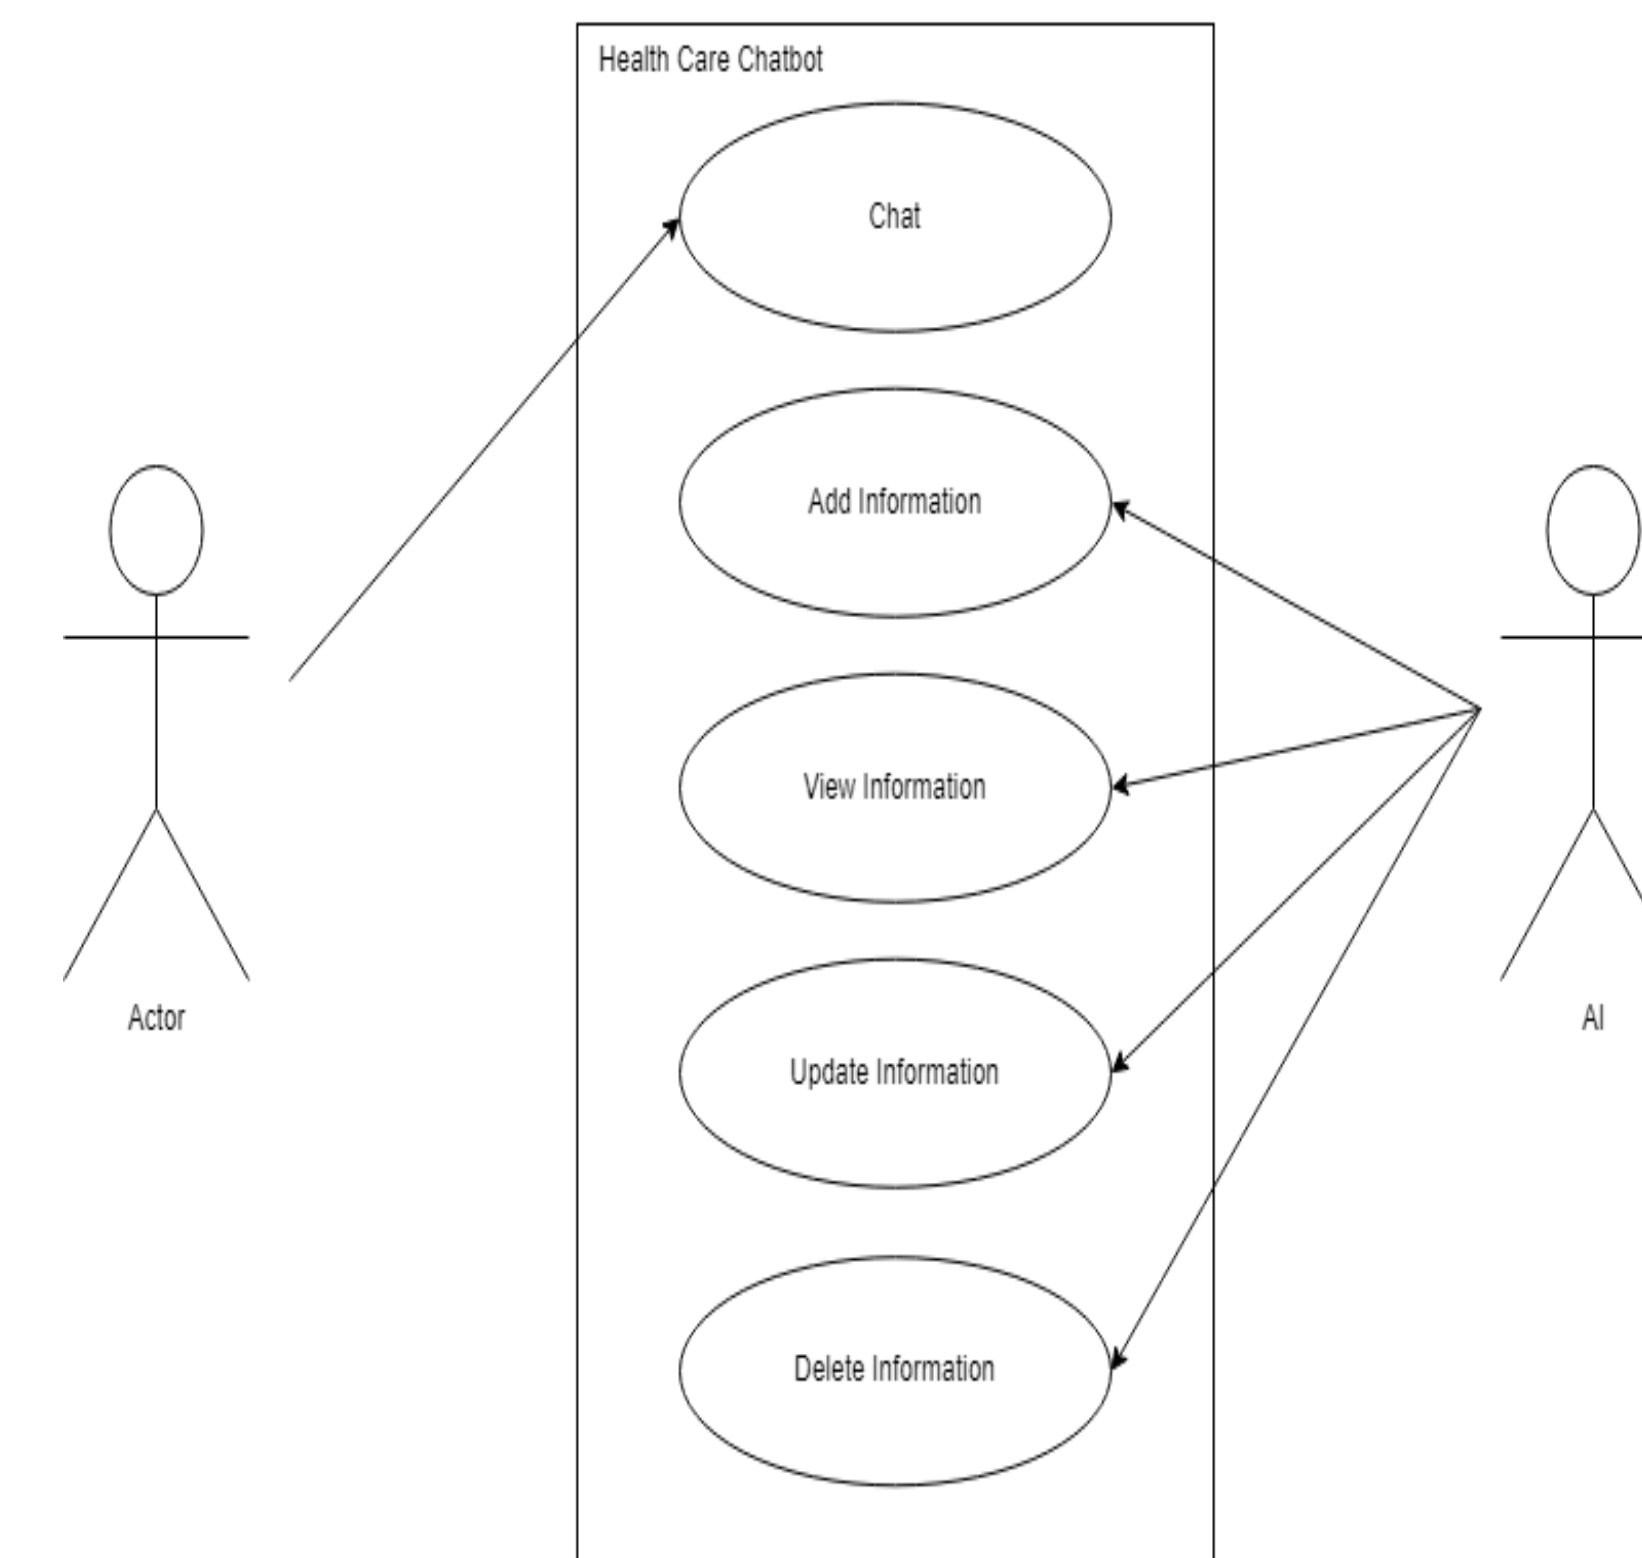 Health Care Chatbot
Chat
Add Information
View Information
Update Information
Delete Information
Actor
AI